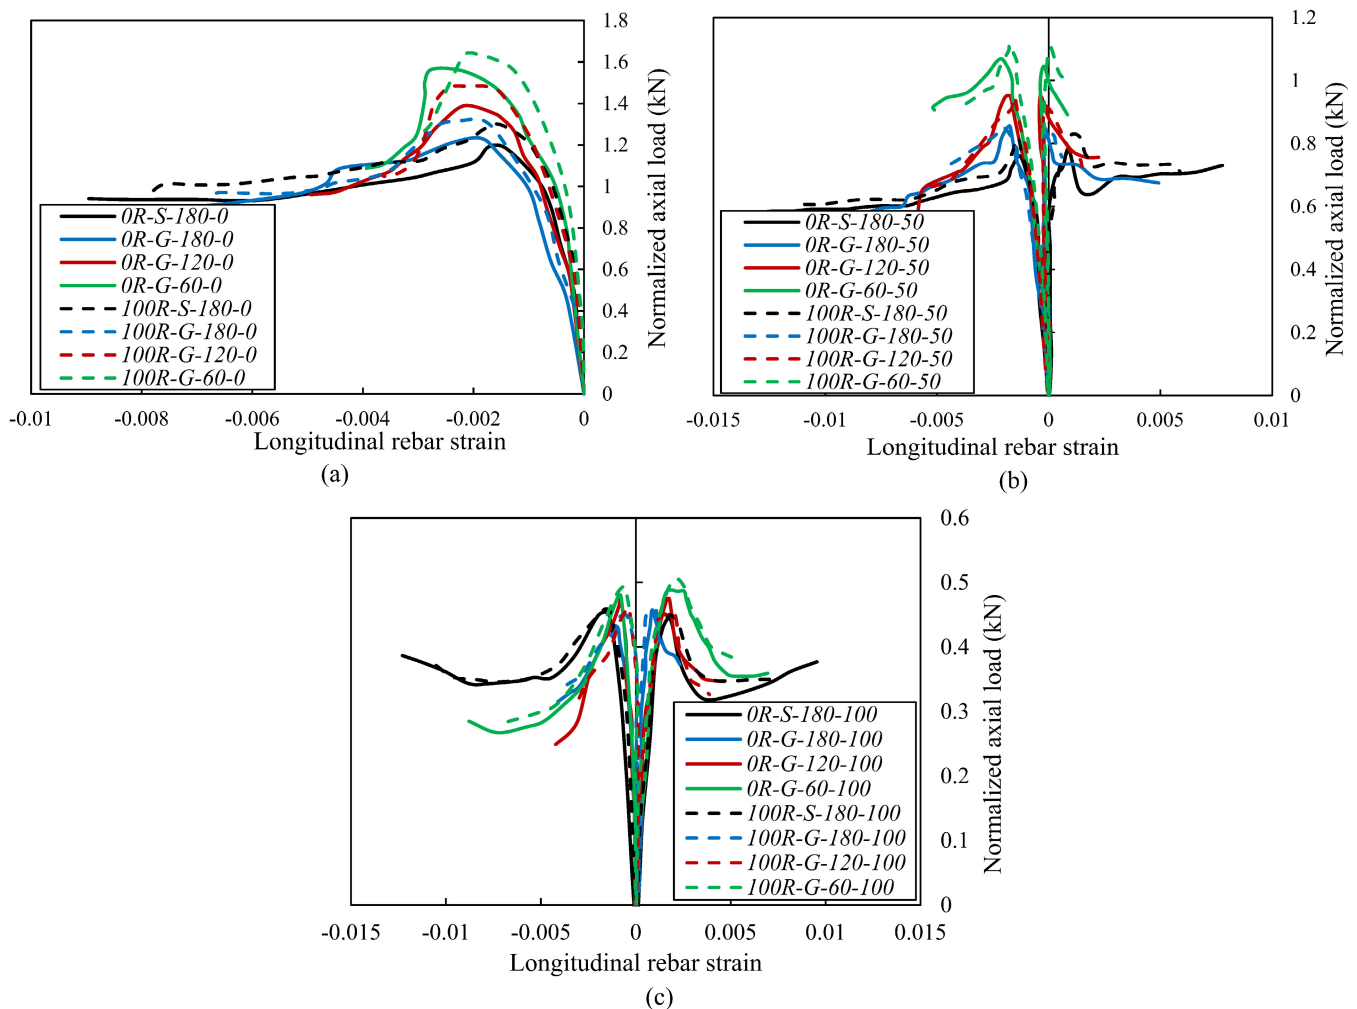 1.8
1.6
1.4
1.2
1
0.8
0.6
0.4
0.2
0
Normalized axial load (kN)
0R-S-180-0
0R-G-180-0
0R-G-120-0
0R-G-60-0
100R-S-180-0
100R-G-180-0
100R-G-120-0
100R-G-60-0
-0.01 -0.008 -0.006 -0.004 -0.002 0
Longitudinal rebar strain
(a)
1.2
1
0.8
0.6
0.4
0.2
0
Normalized axial load (kN)
0R-S-180-50
0R-G-180-50
0R-G-120-50
0R-G-60-50
100R-S-180-50
100R-G-180-50
100R-G-120-50
100R-G-60-50
-0.015 -0.01 -0.005 0 0.005 0.01
Longitudinal rebar strain
(b)
0.6
0.5
0.4
0.3
0.2
0.1
0
Normalized axial load (kN)
0R-S-180-100
0R-G-180-100
0R-G-120-100
0R-G-60-100
100R-S-180-100
100R-G-180-100
100R-G-120-100
100R-G-60-100
-0.015 -0.01 -0.005 0 0.005 0.01 0.015
Longitudinal rebar strain
(c)